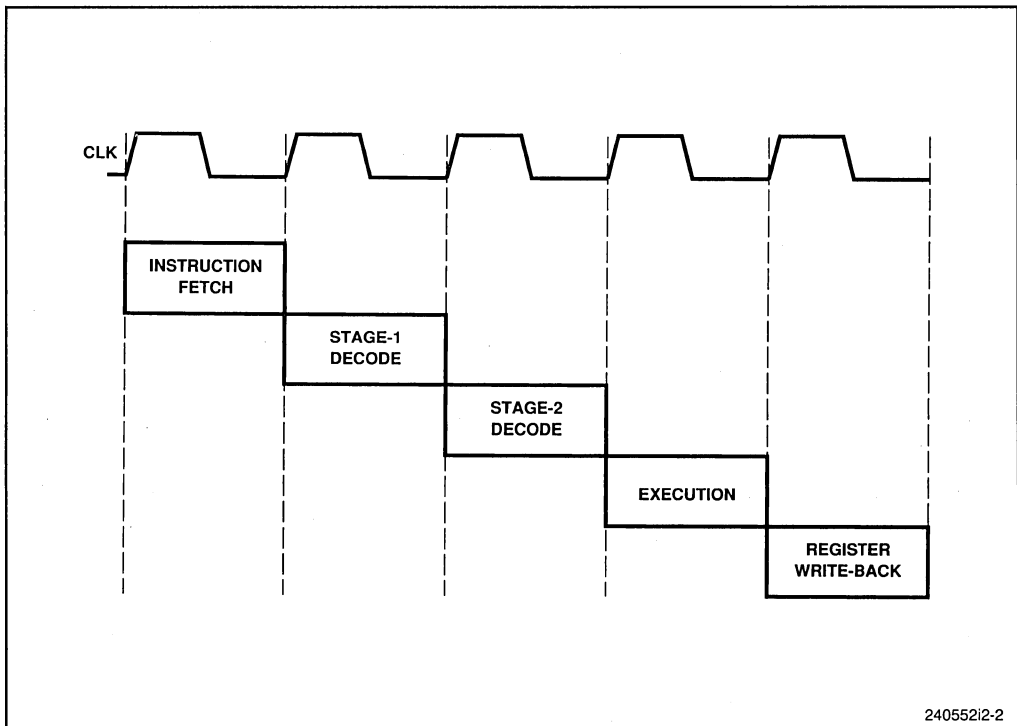 CLK
INSTRUCTION
FETCH
STAGE-1
DECODE
STAGE-2
DECODE
EXECUTION
REGISTER
WRITE-BACK
240552i2-2